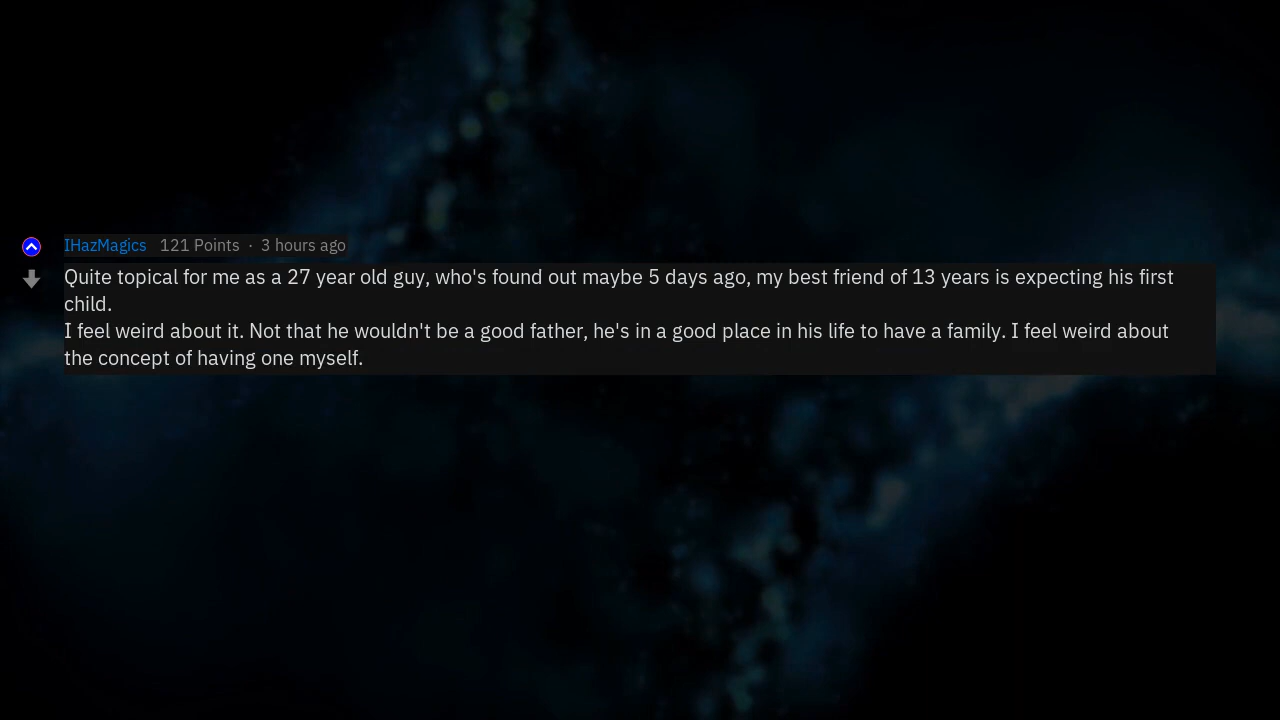 IHazMagics 121 Points · 3 hours ago
Quite topical for me as a 27 year old guy, who's found out maybe 5 days ago, my best friend of 13 years is expecting his first
child.
I feel weird about it. Not that he wouldn't be a good father, he's in a good place in his life to have a family. I feel weird about
the concept of having one myself.